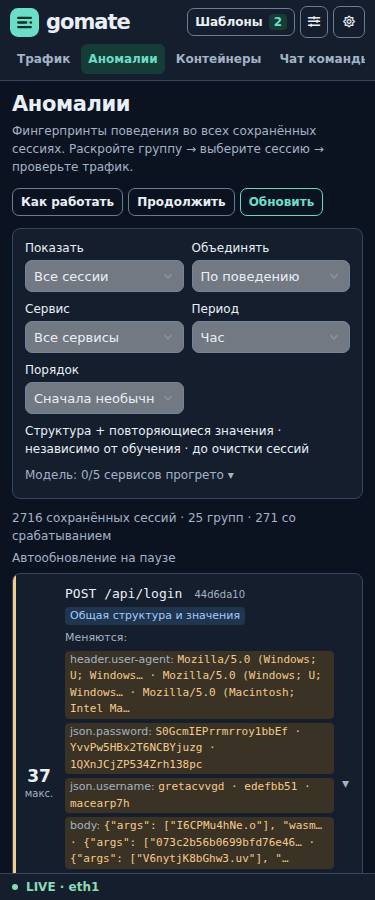 gomate
Шаблоны 2
Трафик Аномалии Контейнеры Чат команды
Аномалии
Фингерпринты поведения во всех сохранённых
сессиях. Раскройте группу → выберите сессию →
проверьте трафик.
Как работать Продолжить Обновить
Показать Объединять
Все сессии По поведению
Сервис Период
Все сервисы Час
Порядок
Сначала необычн
Структура + повторяющиеся значения ·
независимо от обучения · до очистки сессий
Модель: 0/5 сервисов прогрето ▾
2716 сохранённых сессий · 25 групп · 271 со
срабатыванием
Автообновление на паузе
POST /api/login 44d6da10
Общая структура и значения
Меняются:
header.user-agent: Mozilla/5.0 (Windows;
U; Windows… · Mozilla/5.0 (Windows; U;
Windows… · Mozilla/5.0 (Macintosh;
Intel Ma…
json.password: S0GcmIEPrrmrroy1bbEf ·
YvvPw5HBx2T6NCBYjuzg ·
1QXnJCjZP534Zrh138pc
37
макс.
▾
json.username: gretacvvgd · edefbb51 ·
macearp7h
body: {"args": ["I6CPMu4hNe.o"], "wasm…
· {"args": ["073c2b56b0699bfd76e46… ·
{"args": ["V6nytjK8bGhw3.uv"], "…
LIVE · eth1